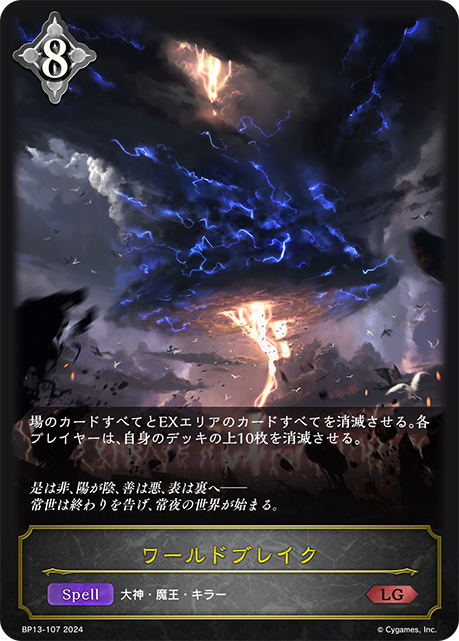 8
場のカードすべてとEXエリアのカードすべてを消滅させる。各
プレイヤーは、自身のデッキの上10枚を消滅させる。
是は非、陽が陰、善は悪、表は裏へ――
常世は終わりを告げ、常夜の世界が始まる。
ワールドブレイク
Spell 大神・魔王・キラー LG
BP13-107 2024 © Cygames, Inc.